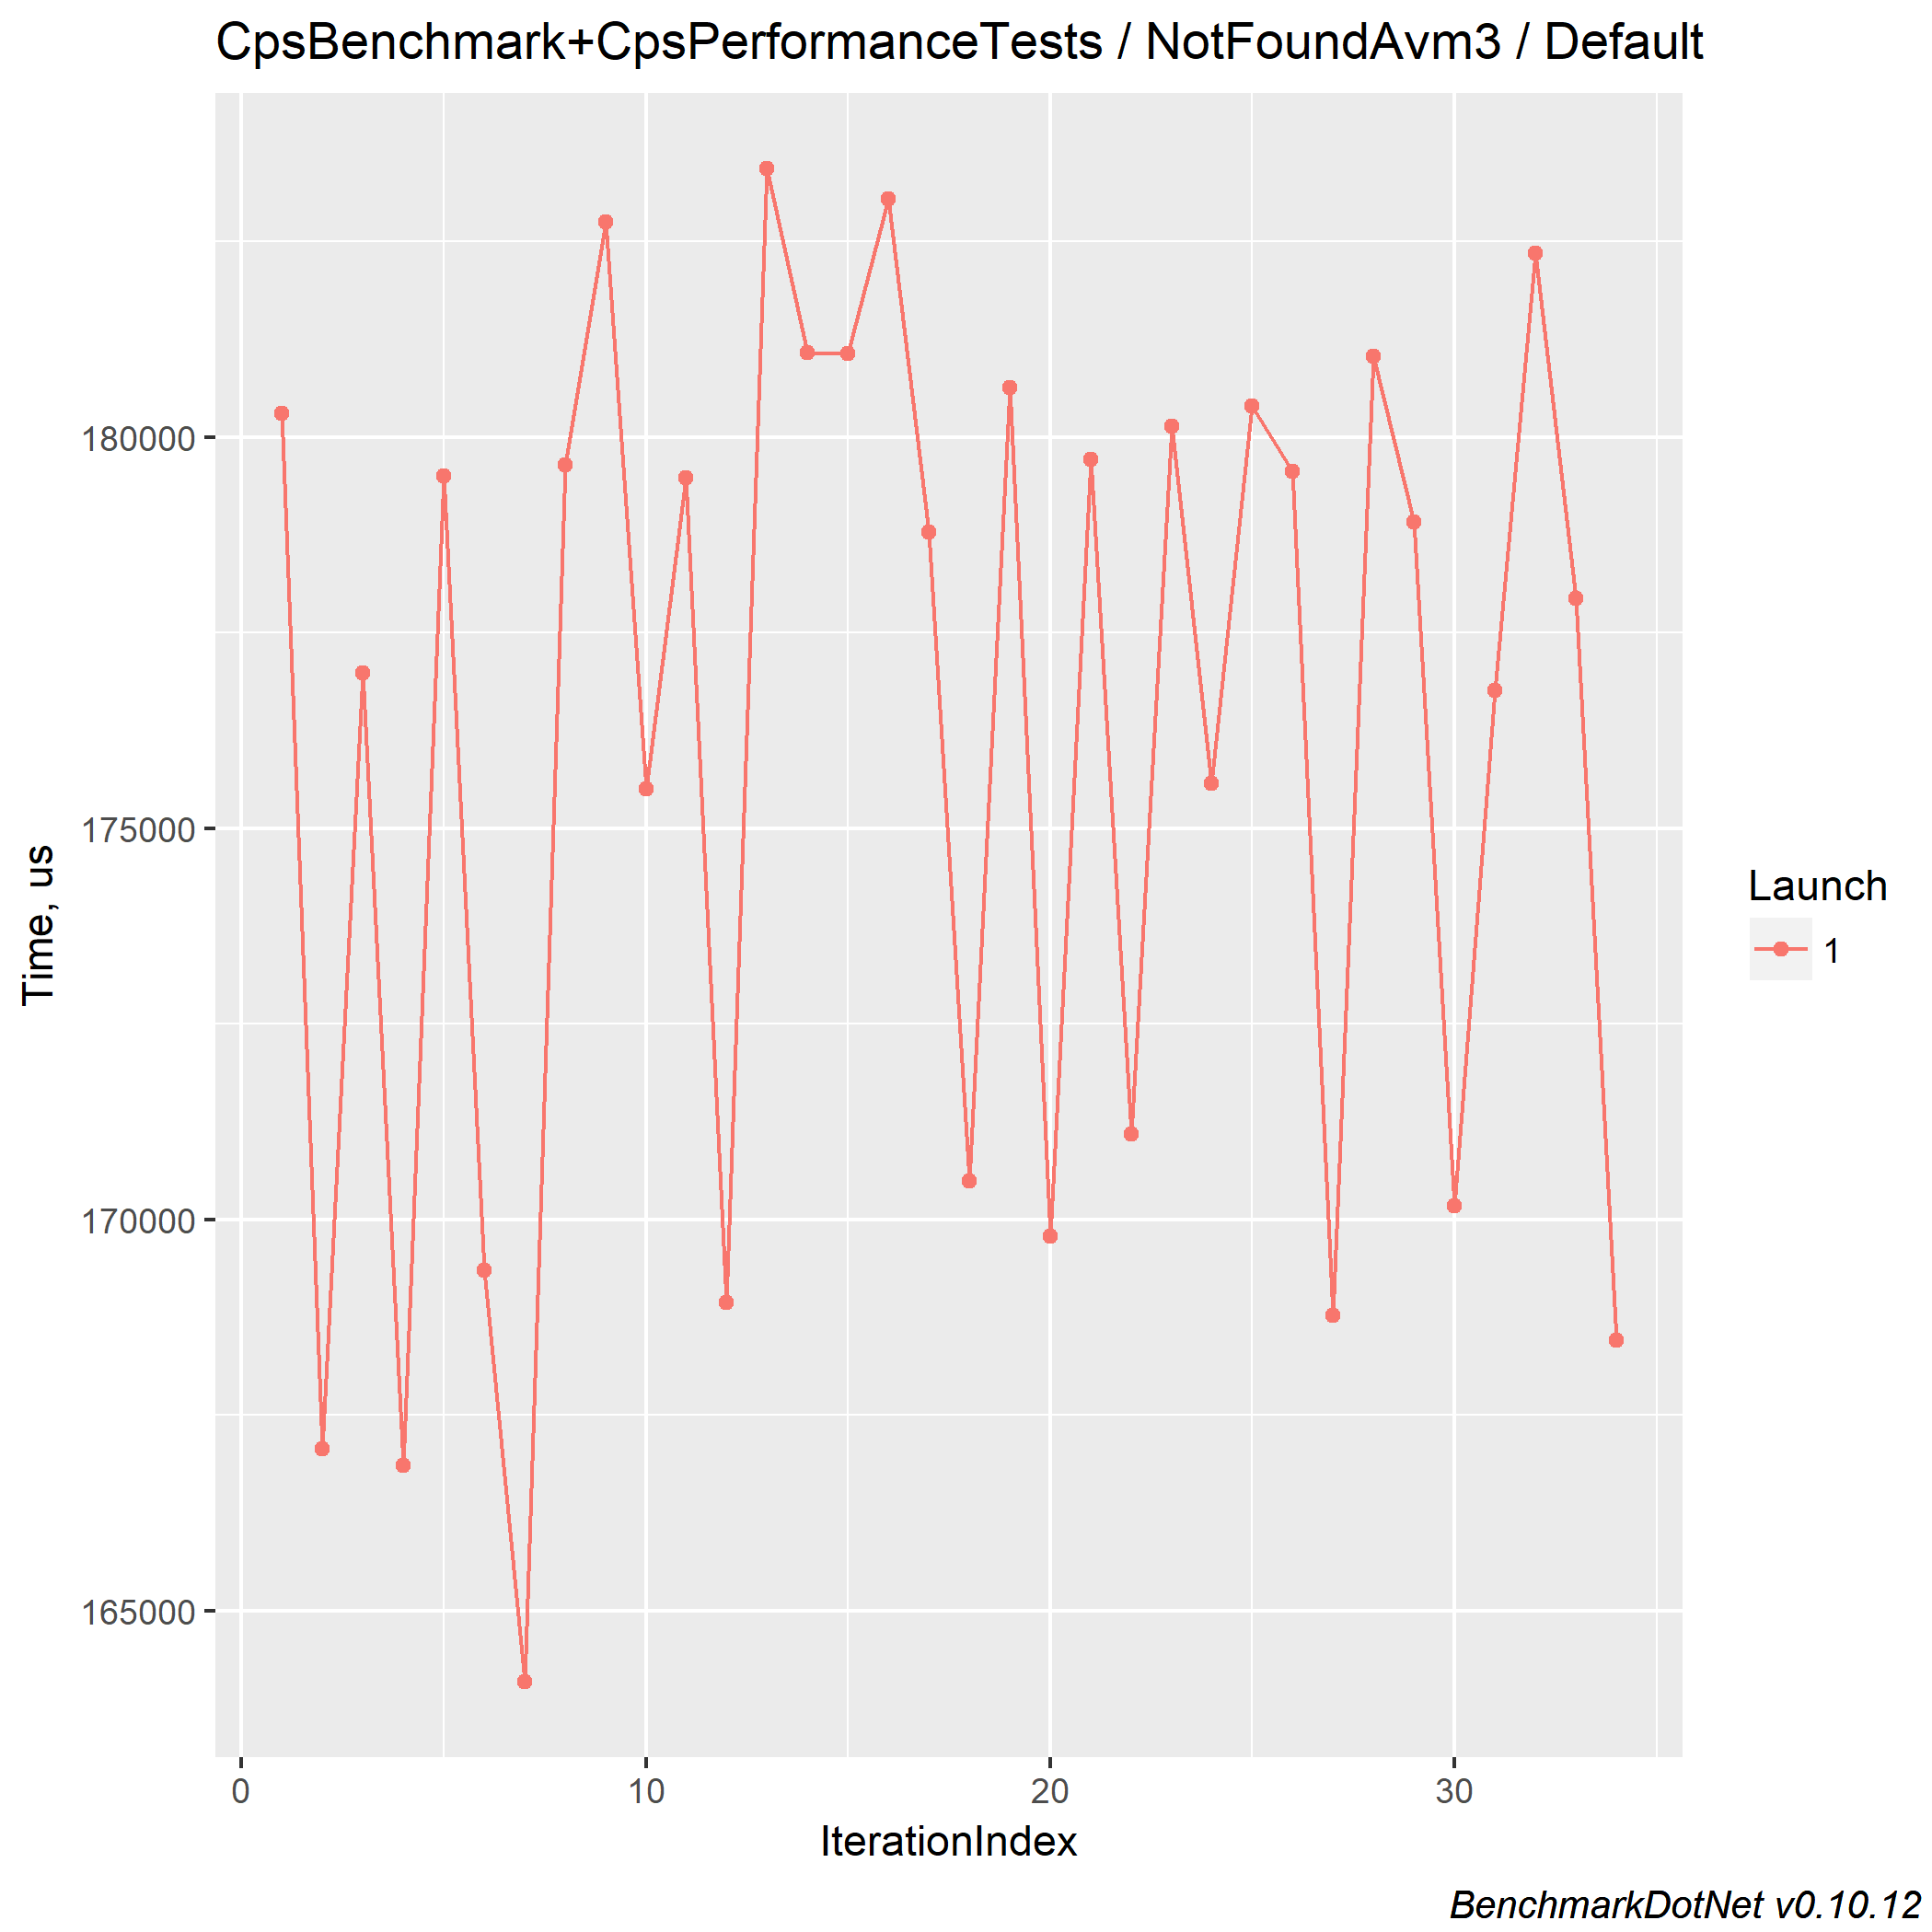 CpsBenchmark+CpsPerformanceTests / NotFoundAvm3 / Default
180000
175000
170000
165000
Time, us
0 10 20 30
IterationIndex
Launch
1
BenchmarkDotNet v0.10.12